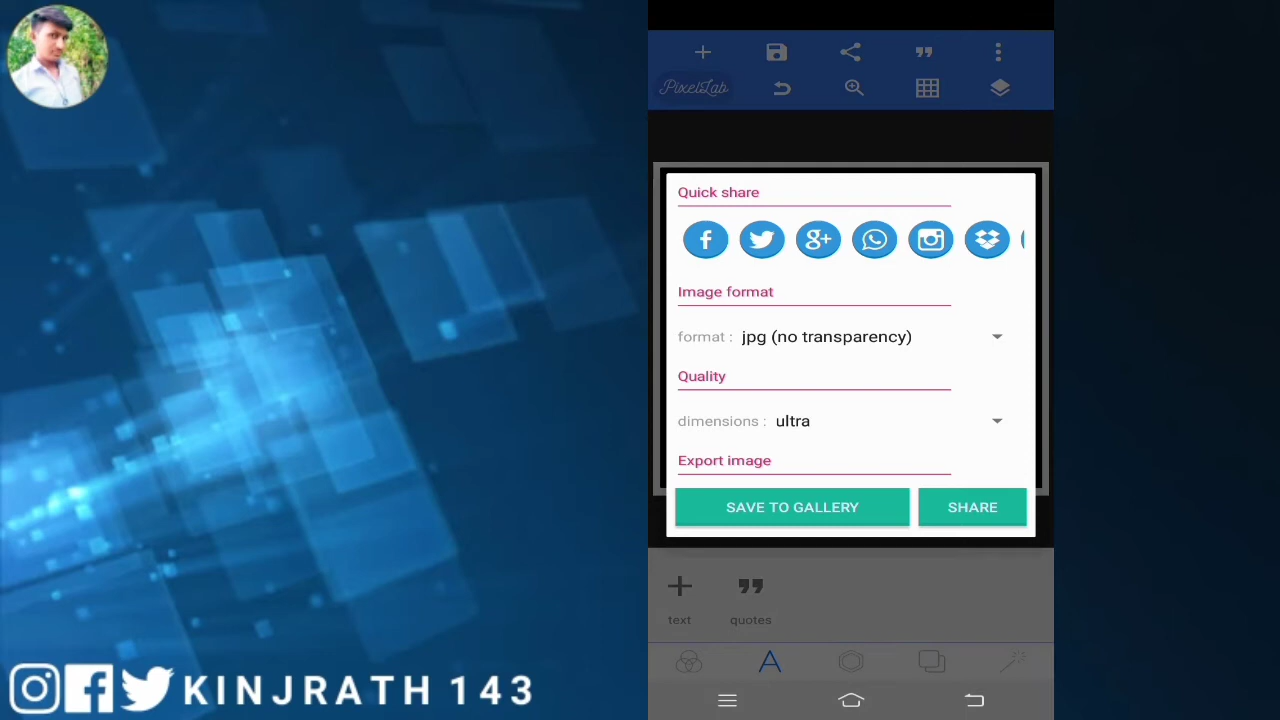 PixelLab
Quick share
Image format
format : jpg (no transparency)
Quality
dimensions : ultra
Export image
SAVE TO GALLERY SHARE
text quotes
KINJRATH 143